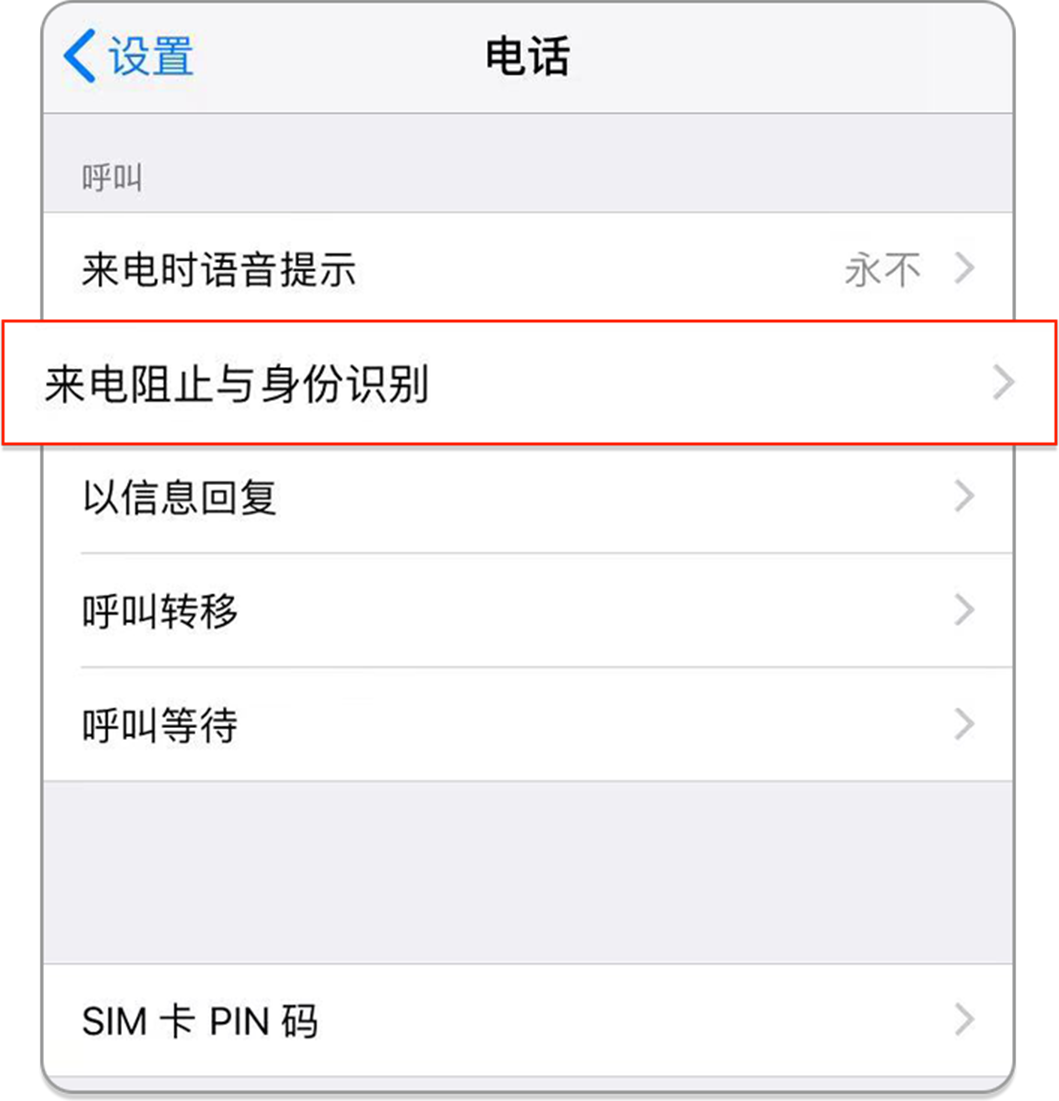 设置
电话
呼叫
来电时语音提示 永不
来电阻止与身份识别
以信息回复
呼叫转移
呼叫等待
SIM 卡 PIN 码